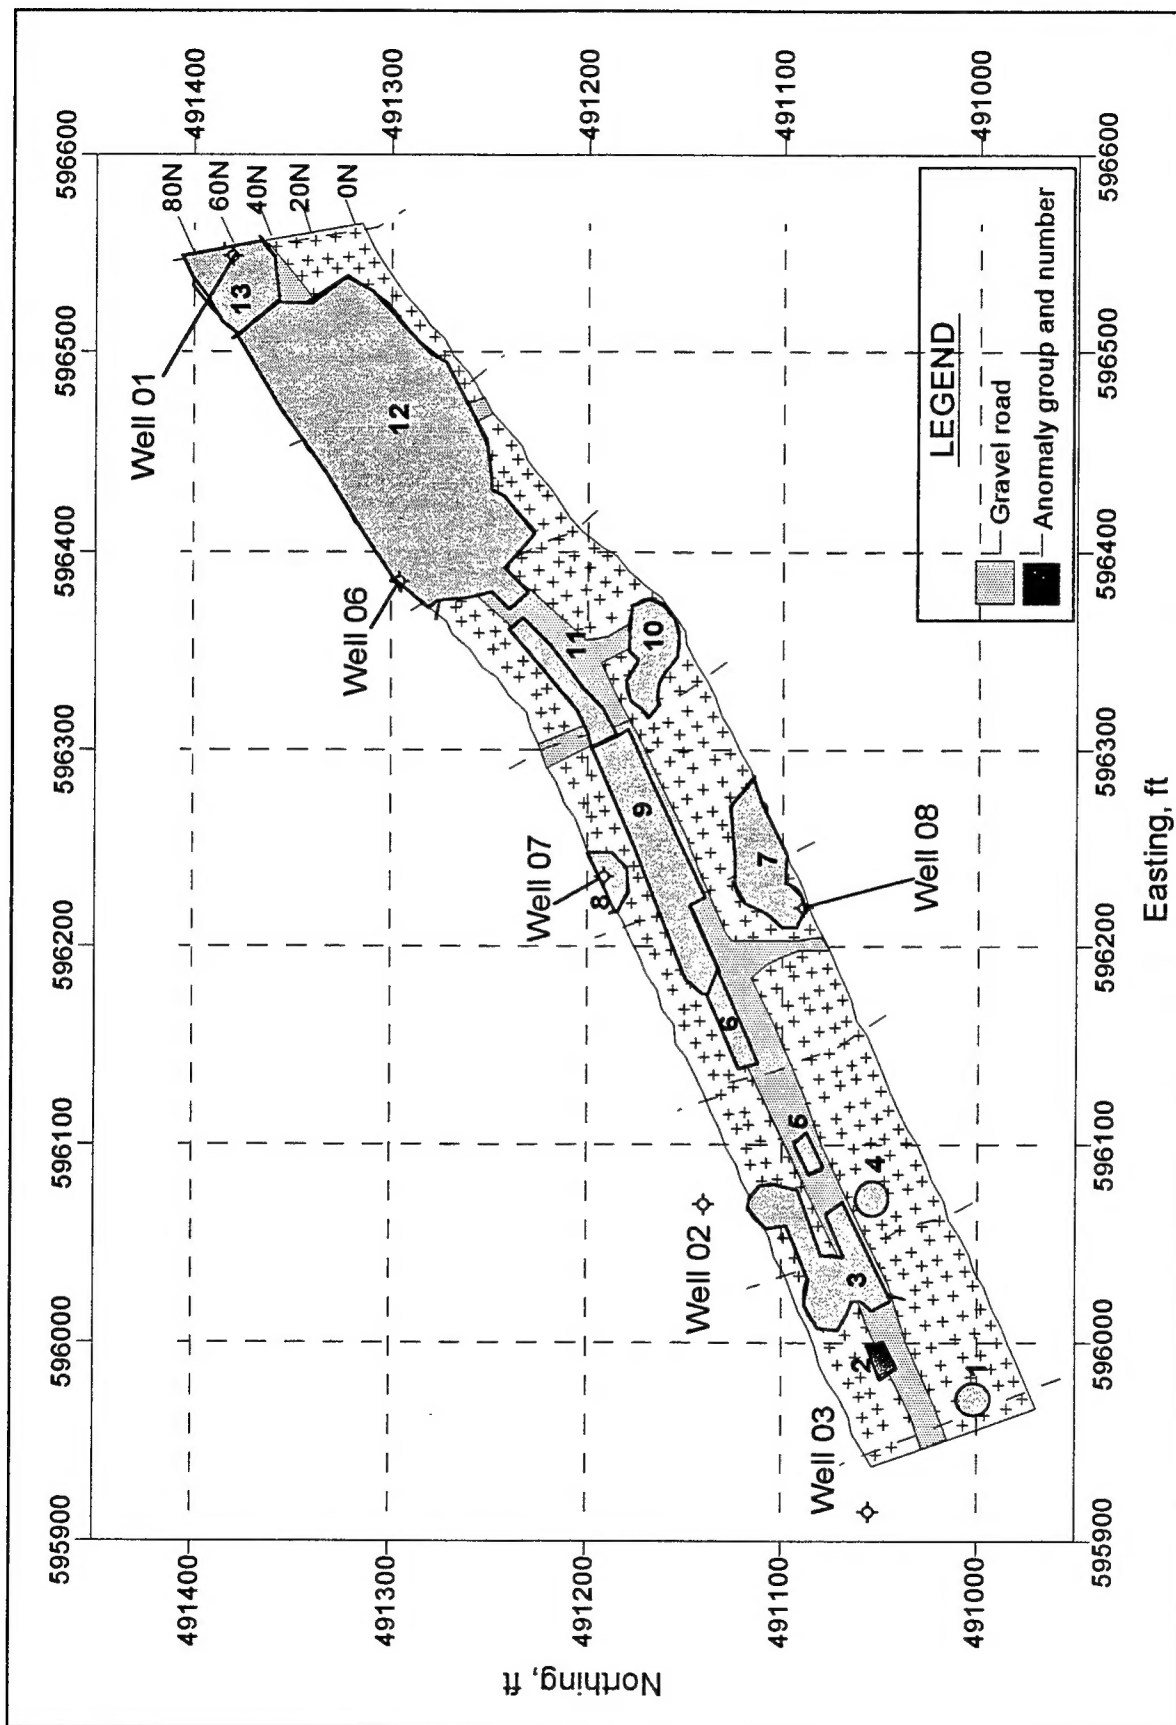 595900 596000 596100 596200 596300 596400 596500 596600
491400
491300
491200
491100
491000
Northing, ft
Well 01
80N
60N
40N
20N
0N
13
Well 06
12
Well 07
8
11
9
10
Well 02
6
7
5
Well 03
3
4
2
1
Well 08
LEGEND
Gravel road
Anomaly group and number
491400
491300
491200
491100
491000
595900 596000 596100 596200 596300 596400 596500 596600
Easting, ft